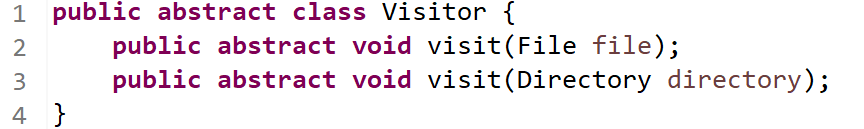 1 public abstract class Visitor {
2     public abstract void visit(File file);
3     public abstract void visit(Directory directory);
4 }